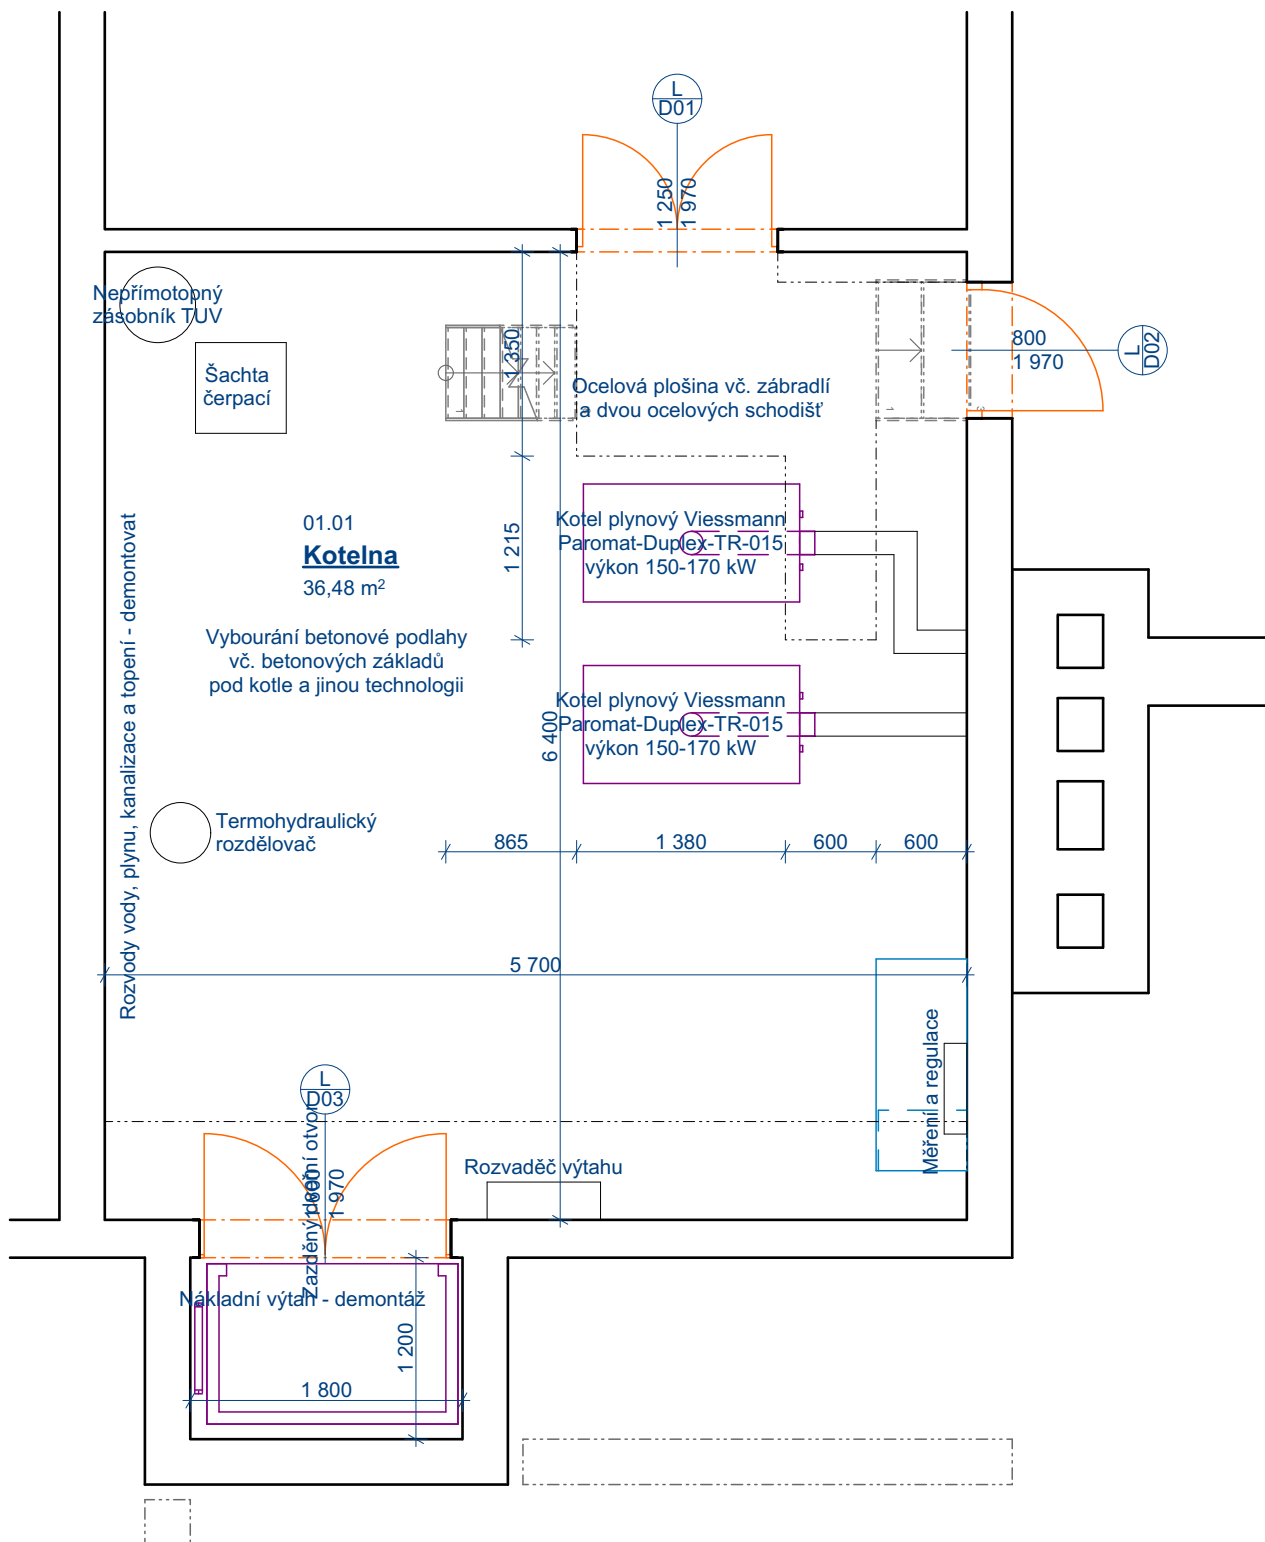 L
D01
1 250
1 970
Nepřímotopný
zásobník TUV
Šachta
čerpací
1 350
Ocelová plošina vč. zábradlí
a dvou ocelových schodišť
800
1 970
L
D02
01.01
Kotelna
36,48 m²
1 215
Kotel plynový Viessmann
Paromat-Duplex-TR-015
výkon 150-170 kW
Vybourání betonové podlahy
vč. betonových základů
pod kotle a jinou technologii
Rozvody vody, plynu, kanalizace a topení - demontovat
6 400
Kotel plynový Viessmann
Paromat-Duplex-TR-015
výkon 150-170 kW
Termohydraulický
rozdělovač
865
1 380
600
600
5 700
Měření a regulace
L
D03
Zazděný dveřní otvor
1 600
1 970
Rozvaděč výtahu
Nákladní výtah - demontáž
1 200
1 800